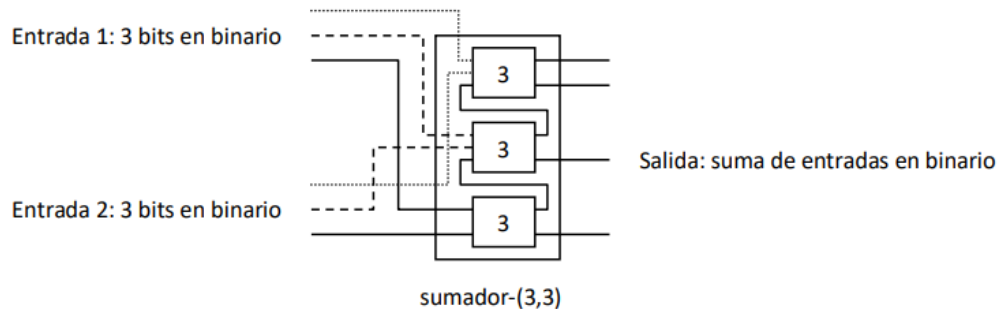 Entrada 1: 3 bits en binario
3
3
Salida: suma de entradas en binario
Entrada 2: 3 bits en binario
3
sumador-(3,3)